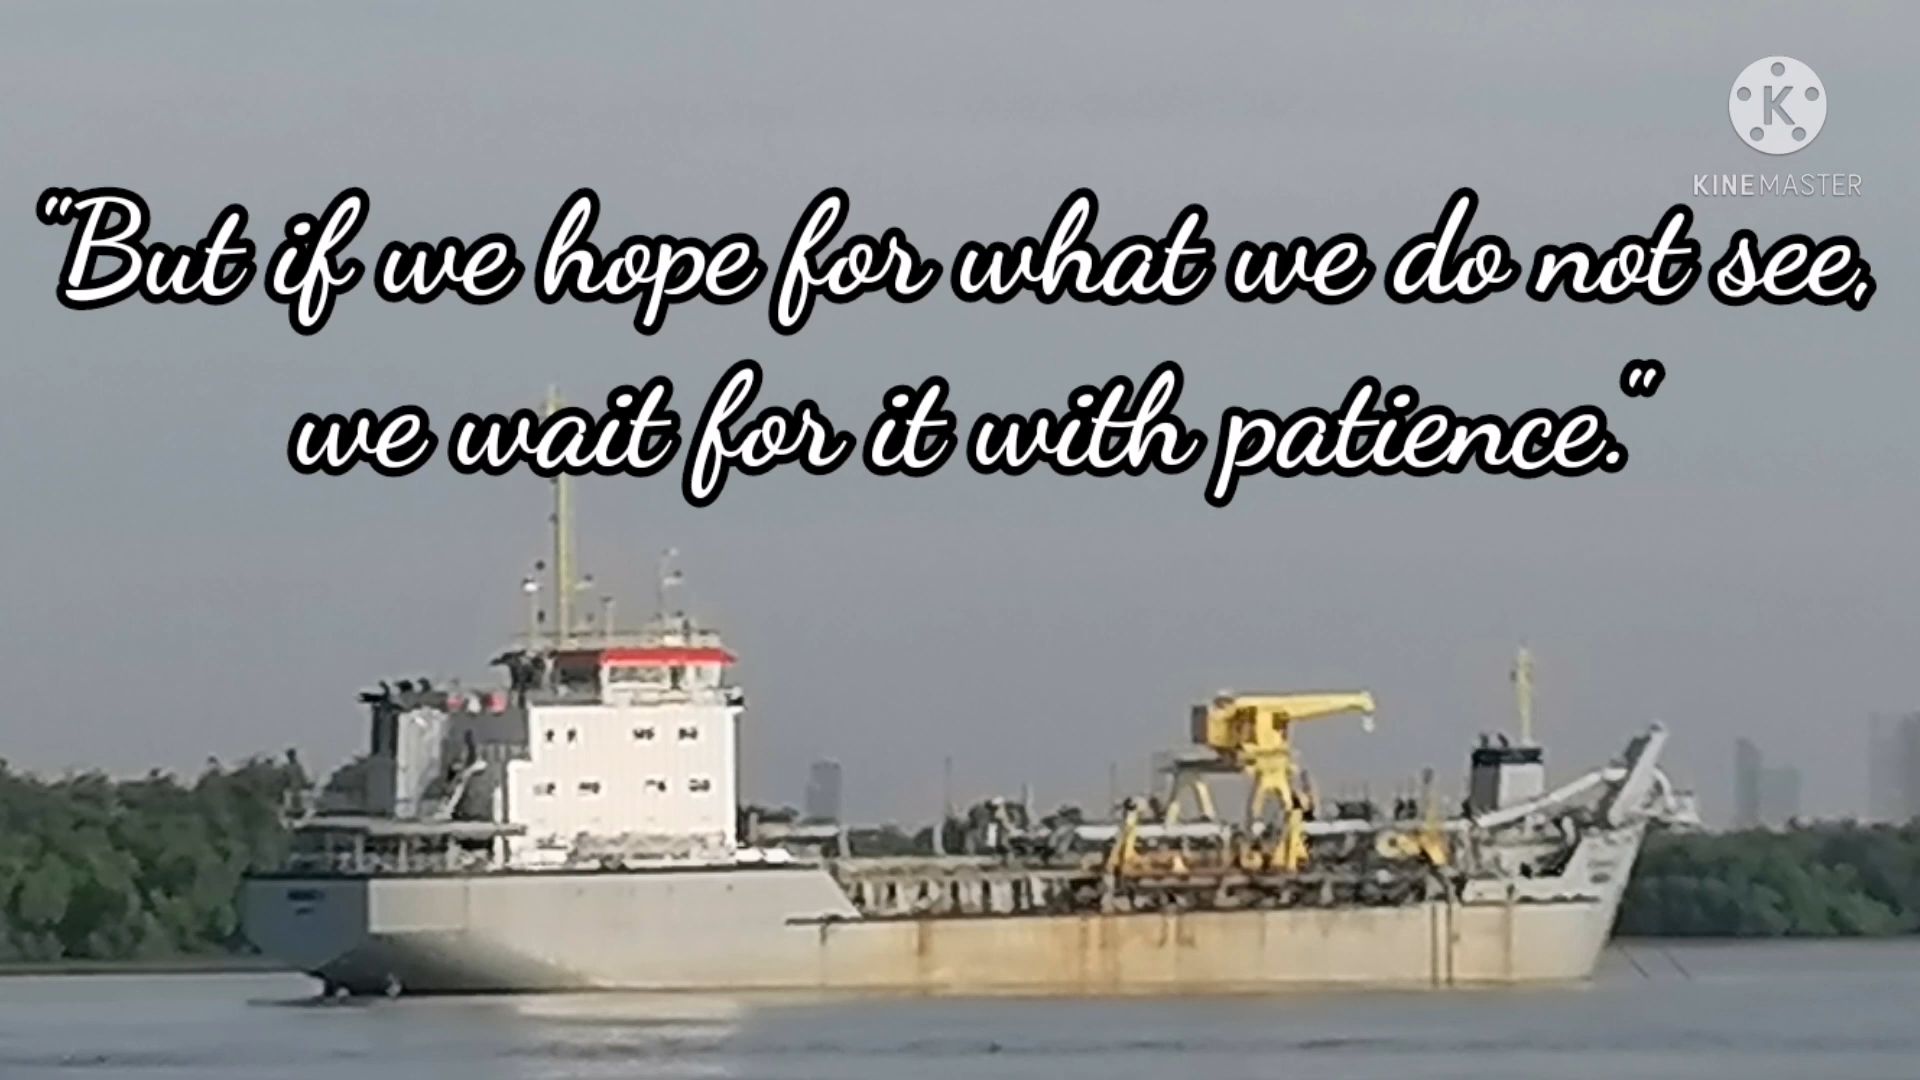 KINEMASTER
"But if we hope for what we do not see,
we wait for it with patience."